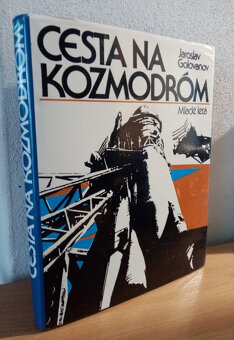 CESTA NA
KOZMODRÓM
Jaroslav
Golovanov
Mladé letá
CESTA NA KOZMODRÓM